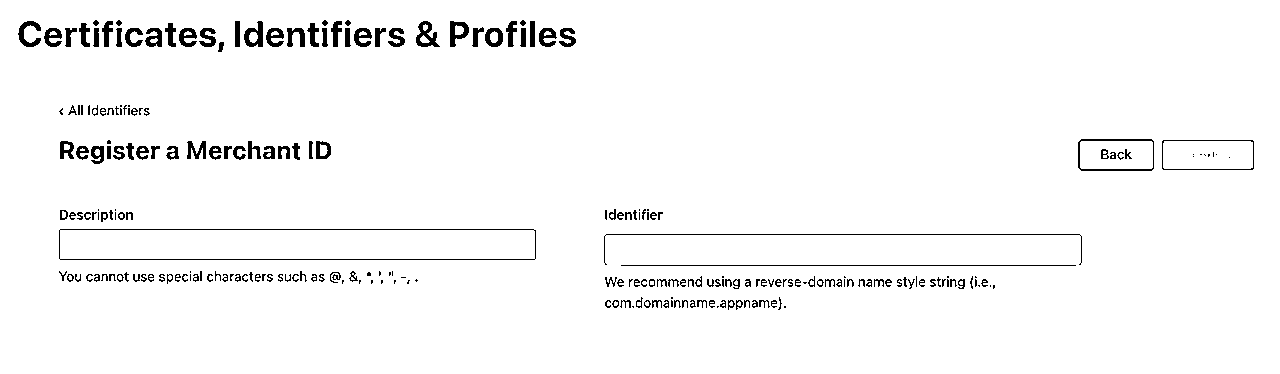 Certificates, Identifiers & Profiles
‹ All Identifiers
Register a Merchant ID
Back
Description
Identifier
You cannot use special characters such as @, &, *, ', ", -, .
We recommend using a reverse-domain name style string (i.e.,
com.domainname.appname).